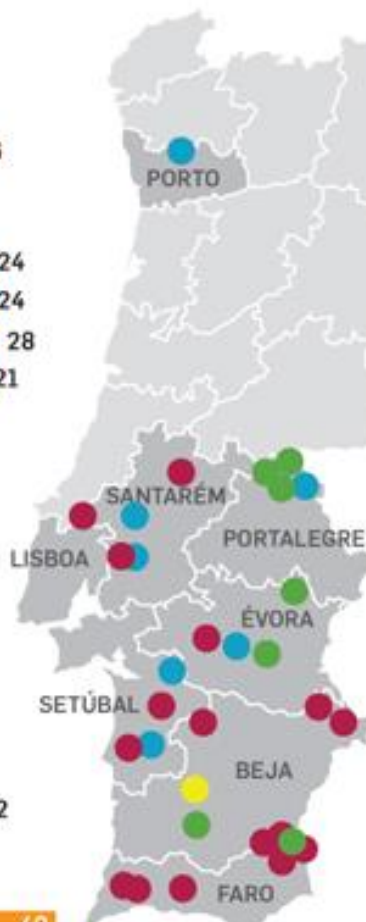 PORTO
24
24
28
21
SANTARÉM
PORTALEGRE
LISBOA
ÉVORA
SETÚBAL
BEJA
2
FARO